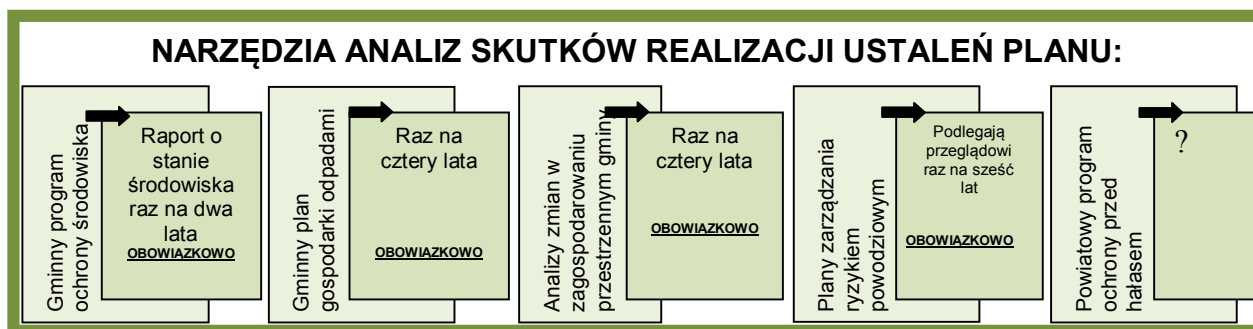 NARZĘDZIA ANALIZ SKUTKÓW REALIZACJI USTALEŃ PLANU:
Gminny program
ochrony środowiska
Raport o
stanie
środowiska
raz na dwa
lata
OBOWIĄZKOWO
Gminny plan
gospodarki odpadami
Raz na
cztery lata
OBOWIĄZKOWO
Analizy zmian w
zagospodarowaniu
przestrzennym gminy
Raz na
cztery lata
OBOWIĄZKOWO
Plany zarządzania
ryzykiem
powodziowym
Podlegają
przeglądowi
raz na sześć
lat
OBOWIĄZKOWO
Powiatowy program
ochrony przed
hałasem
?